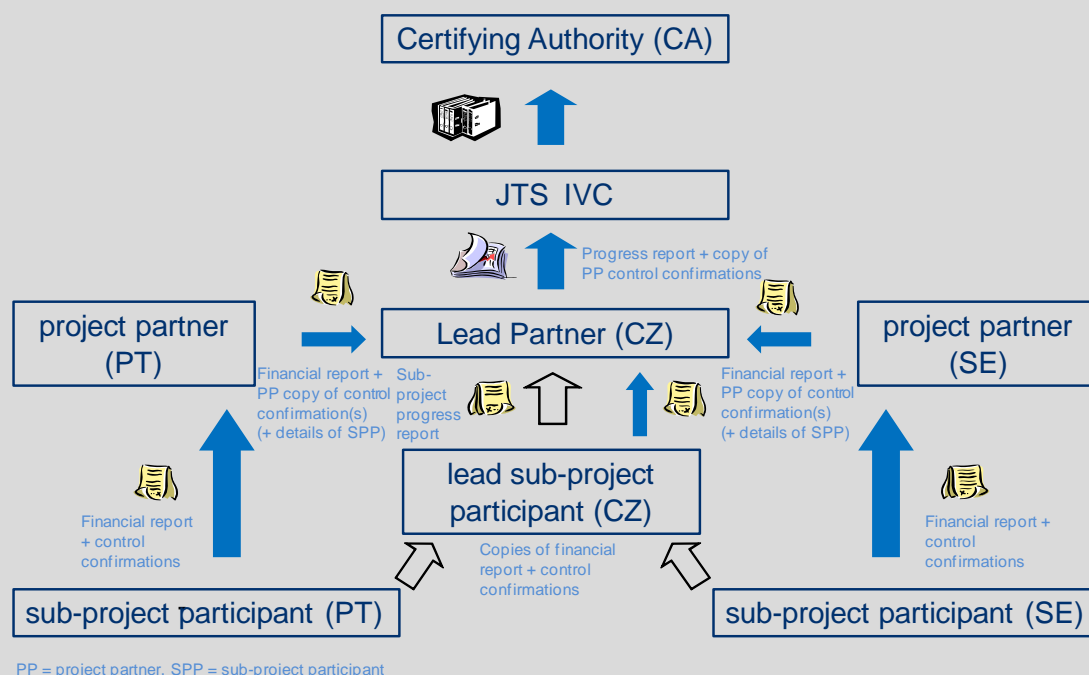 Certifying Authority (CA)
JTS IVC
Progress report + copy of
PP control confirmations
project partner
(PT)
Lead Partner (CZ)
project partner
(SE)
Financial report +
PP copy of control
confirmation(s)
(+ details of SPP)
Sub-
project
progress
report
Financial report +
PP copy of control
confirmation(s)
(+ details of SPP)
lead sub-project
participant (CZ)
Financial report
+ control
confirmations
Copies of financial
report + control
confirmations
Financial report +
control
confirmations
sub-project participant (PT)
sub-project participant (SE)
PP = project partner, SPP = sub-project participant